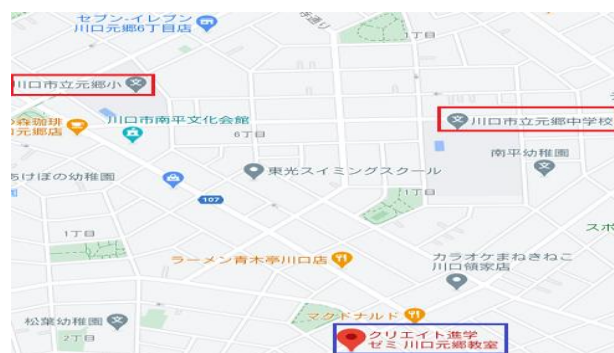 セブン-イレブン
川口元郷6丁目店
1丁目
川口市立元郷小
川口市立元郷中学校
の森珈琲
口元郷店
川口市南平文化会館
6丁目
南平幼稚園
東光スイミングスクール
けぼの幼稚園
107
1丁目
スポ
1丁目
ラーメン青木亭川口店
カラオケまねきねこ
川口領家店
マクドナルド
松葉幼稚園
2丁目
クリエイト進学
ゼミ 川口元郷教室